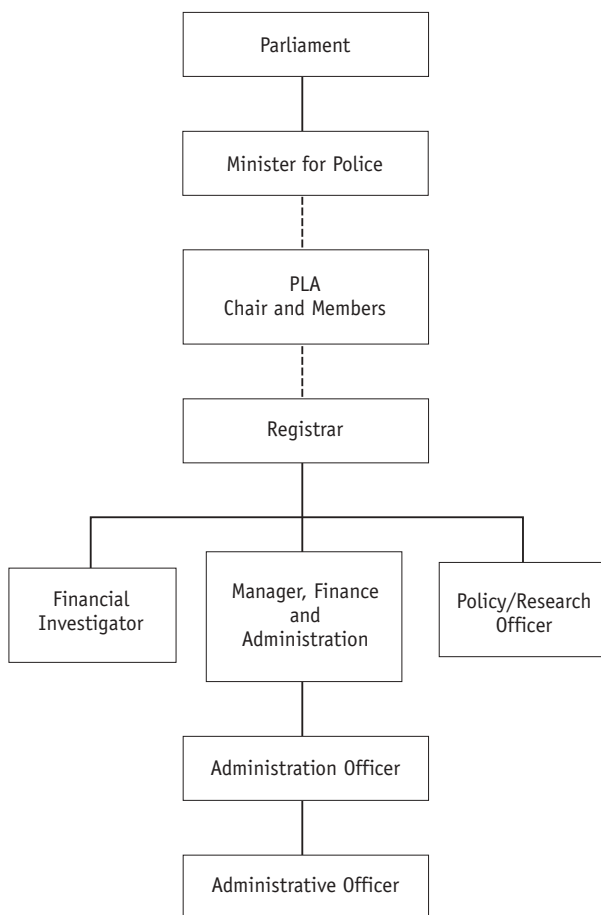 Parliament
Minister for Police
PLA
Chair and Members
Registrar
Financial
Investigator
Manager, Finance
and
Administration
Policy/Research
Officer
Administration Officer
Administrative Officer